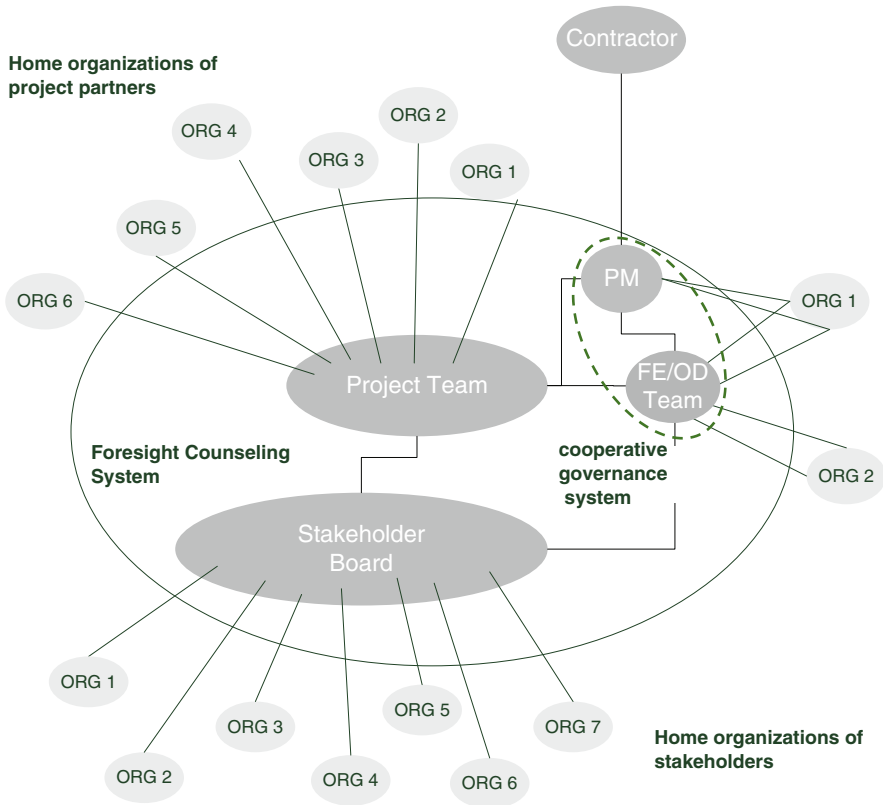 Contractor
Home organizations of
project partners
ORG 2
ORG 4
ORG 3
ORG 1
ORG 5
PM
ORG 6
ORG 1
Project Team
FE/OD
Team
Foresight Counseling
System
cooperative
governance
system
ORG 2
Stakeholder
Board
ORG 1
ORG 5
ORG 3
ORG 7
Home organizations of
stakeholders
ORG 2
ORG 4
ORG 6